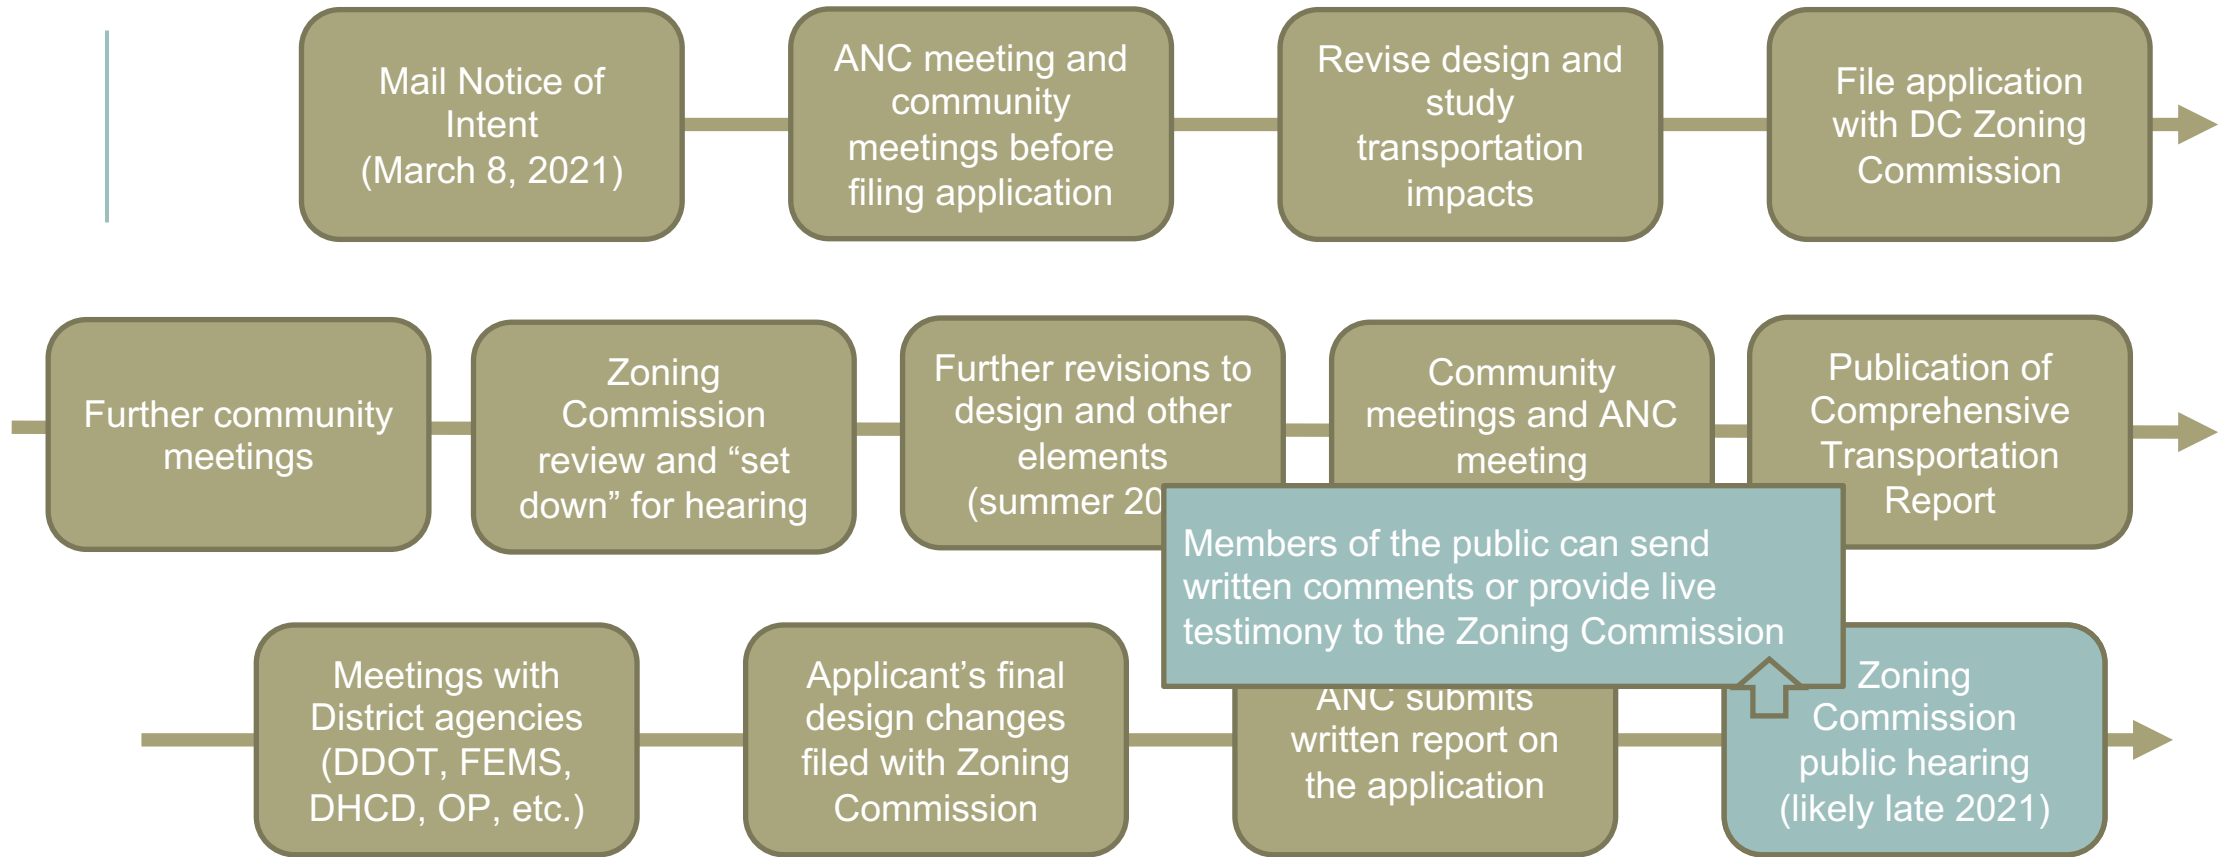 Mail Notice of
Intent
(March 8, 2021)
ANC meeting and
community
meetings before
filing application
Revise design and
study
transportation
impacts
File application
with DC Zoning
Commission
Further community
meetings
Zoning
Commission
review and “set
down” for hearing
Further revisions to
design and other
elements
(summer 20
Community
meetings and ANC
meeting
Publication of
Comprehensive
Transportation
Report
Members of the public can send
written comments or provide live
testimony to the Zoning Commission
Meetings with
District agencies
(DDOT, FEMS,
DHCD, OP, etc.)
Applicant’s final
design changes
filed with Zoning
Commission
ANC submits
written report on
the application
Zoning
Commission
public hearing
(likely late 2021)